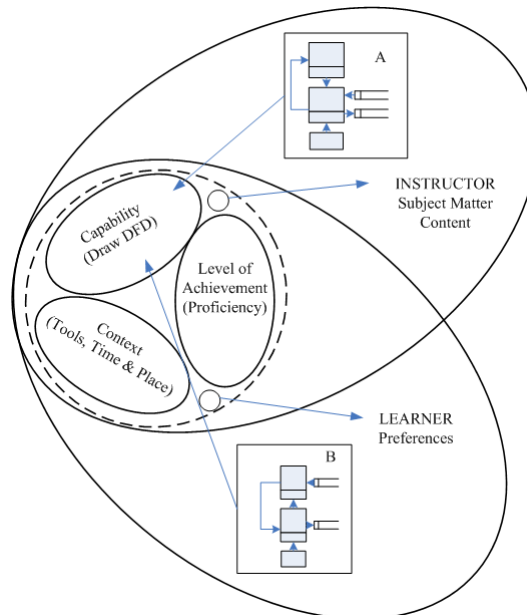 A
INSTRUCTOR
Subject Matter
Content
Capability
(Draw DFD)
Level of
Achievement
(Proficiency)
Context
(Tools, Time & Place)
LEARNER
Preferences
B